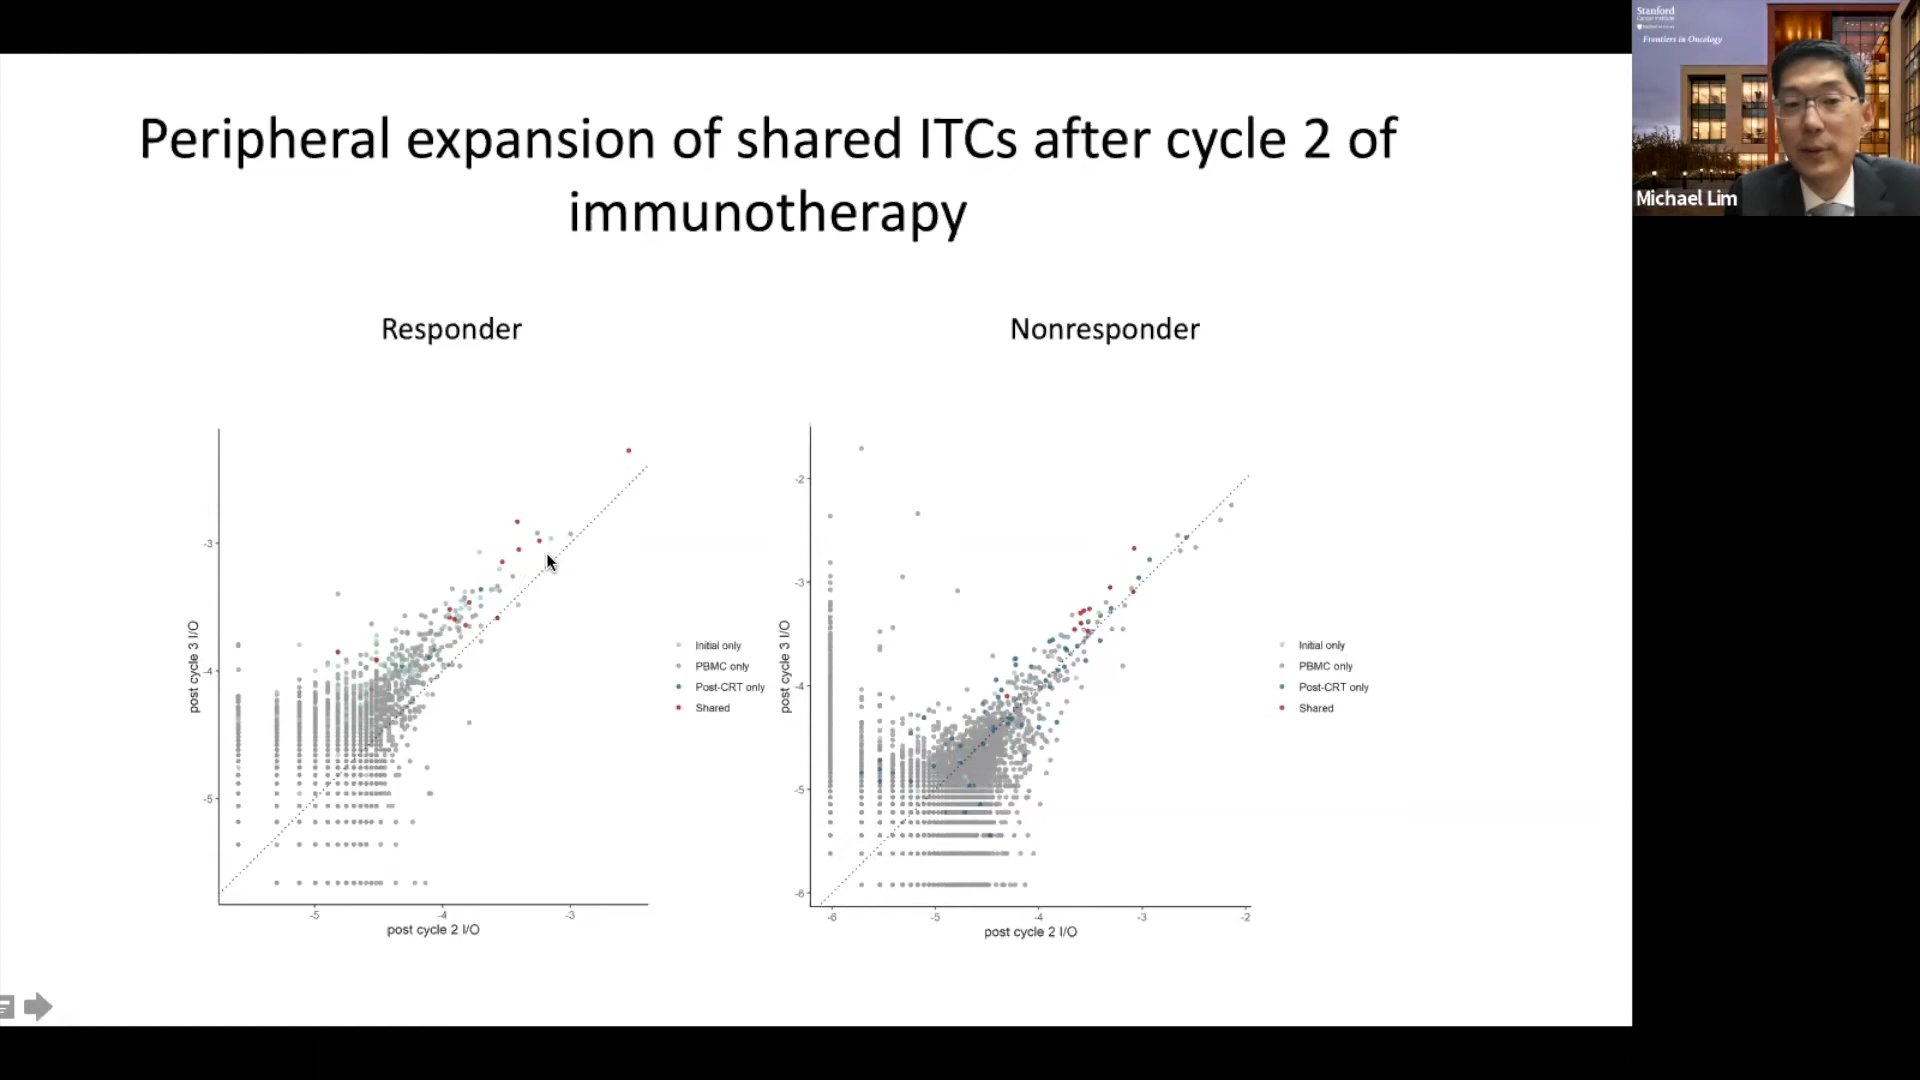 Peripheral expansion of shared ITCs after cycle 2 of
immunotherapy
Responder
-3
-4
-5
post cycle 3 I/O
-5
-4
-3
post cycle 2 I/O
Initial only
PBMC only
Post-CRT only
Shared
Nonresponder
-2
-3
-4
-5
-6
post cycle 3 I/O
-6
-5
-4
-3
-2
post cycle 2 I/O
Initial only
PBMC only
Post-CRT only
Shared
Stanford
Frontiers in Oncology
Michael Lim